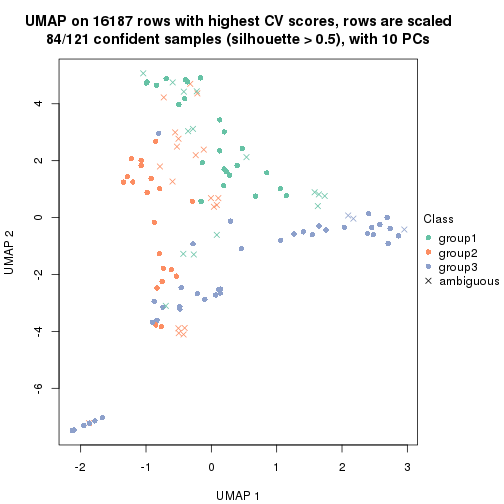 UMAP on 16187 rows with highest CV scores, rows are scaled
84/121 confident samples (silhouette > 0.5), with 10 PCs
4
2
0
-2
-4
-6
UMAP 2
-2
-1
0
1
2
3
UMAP 1
Class
group1
group2
group3
ambiguous